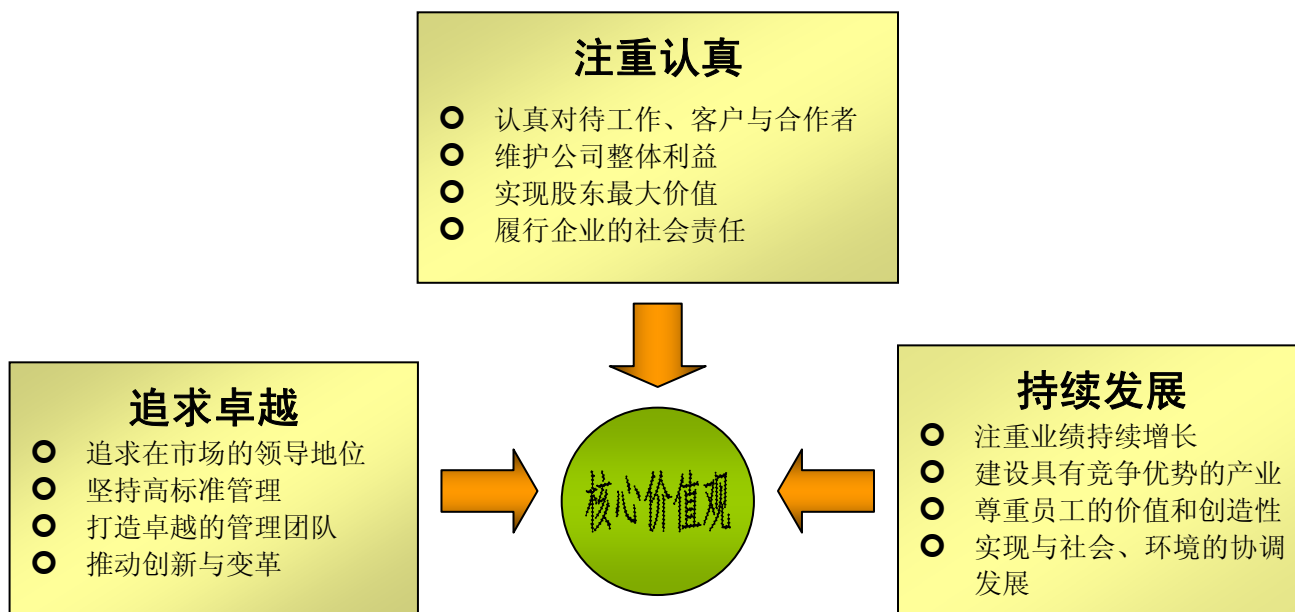 注重认真
认真对待工作、客户与合作者
维护公司整体利益
实现股东最大价值
履行企业的社会责任
追求卓越
追求在市场的领导地位
坚持高标准管理
打造卓越的管理团队
推动创新与变革
核心价值观
持续发展
注重业绩持续增长
建设具有竞争优势的产业
尊重员工的价值和创造性
实现与社会、环境的协调
发展